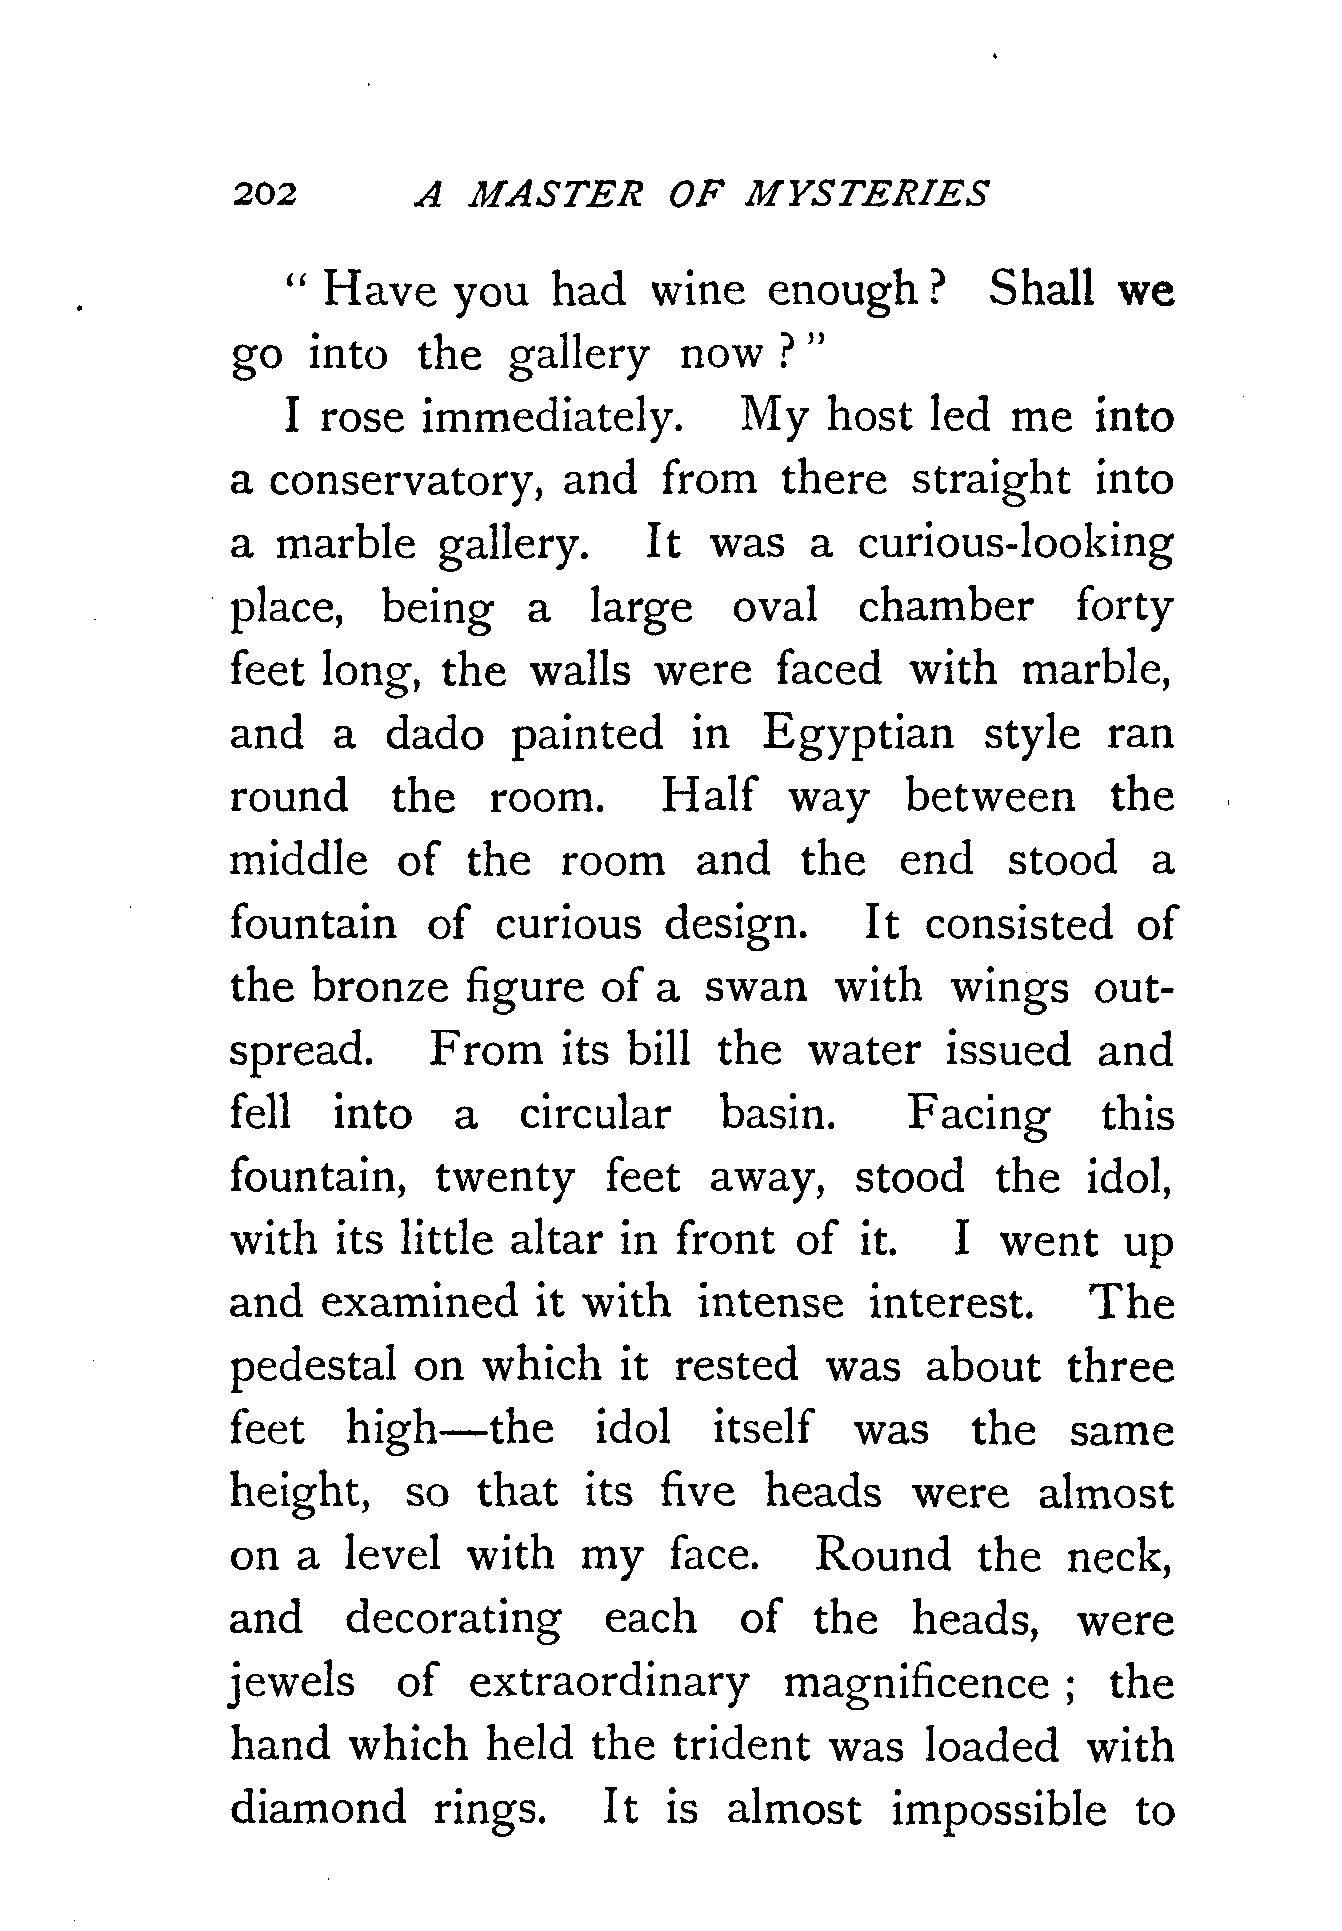 202 A MASTER OF MYSTERIES
“ Have you had wine enough ? Shall we
go into the gallery now ? ”
I rose immediately. My host led me into
a conservatory, and from there straight into
a marble gallery. It was a curious-looking
place, being a large oval chamber forty
feet long, the walls were faced with marble,
and a dado painted in Egyptian style ran
round the room. Half way between the
middle of the room and the end stood a
fountain of curious design. It consisted of
the bronze figure of a swan with wings out-
spread. From its bill the water issued and
fell into a circular basin. Facing this
fountain, twenty feet away, stood the idol,
with its little altar in front of it. I went up
and examined it with intense interest. The
pedestal on which it rested was about three
feet high—the idol itself was the same
height, so that its five heads were almost
on a level with my face. Round the neck,
and decorating each of the heads, were
jewels of extraordinary magnificence ; the
hand which held the trident was loaded with
diamond rings. It is almost impossible to